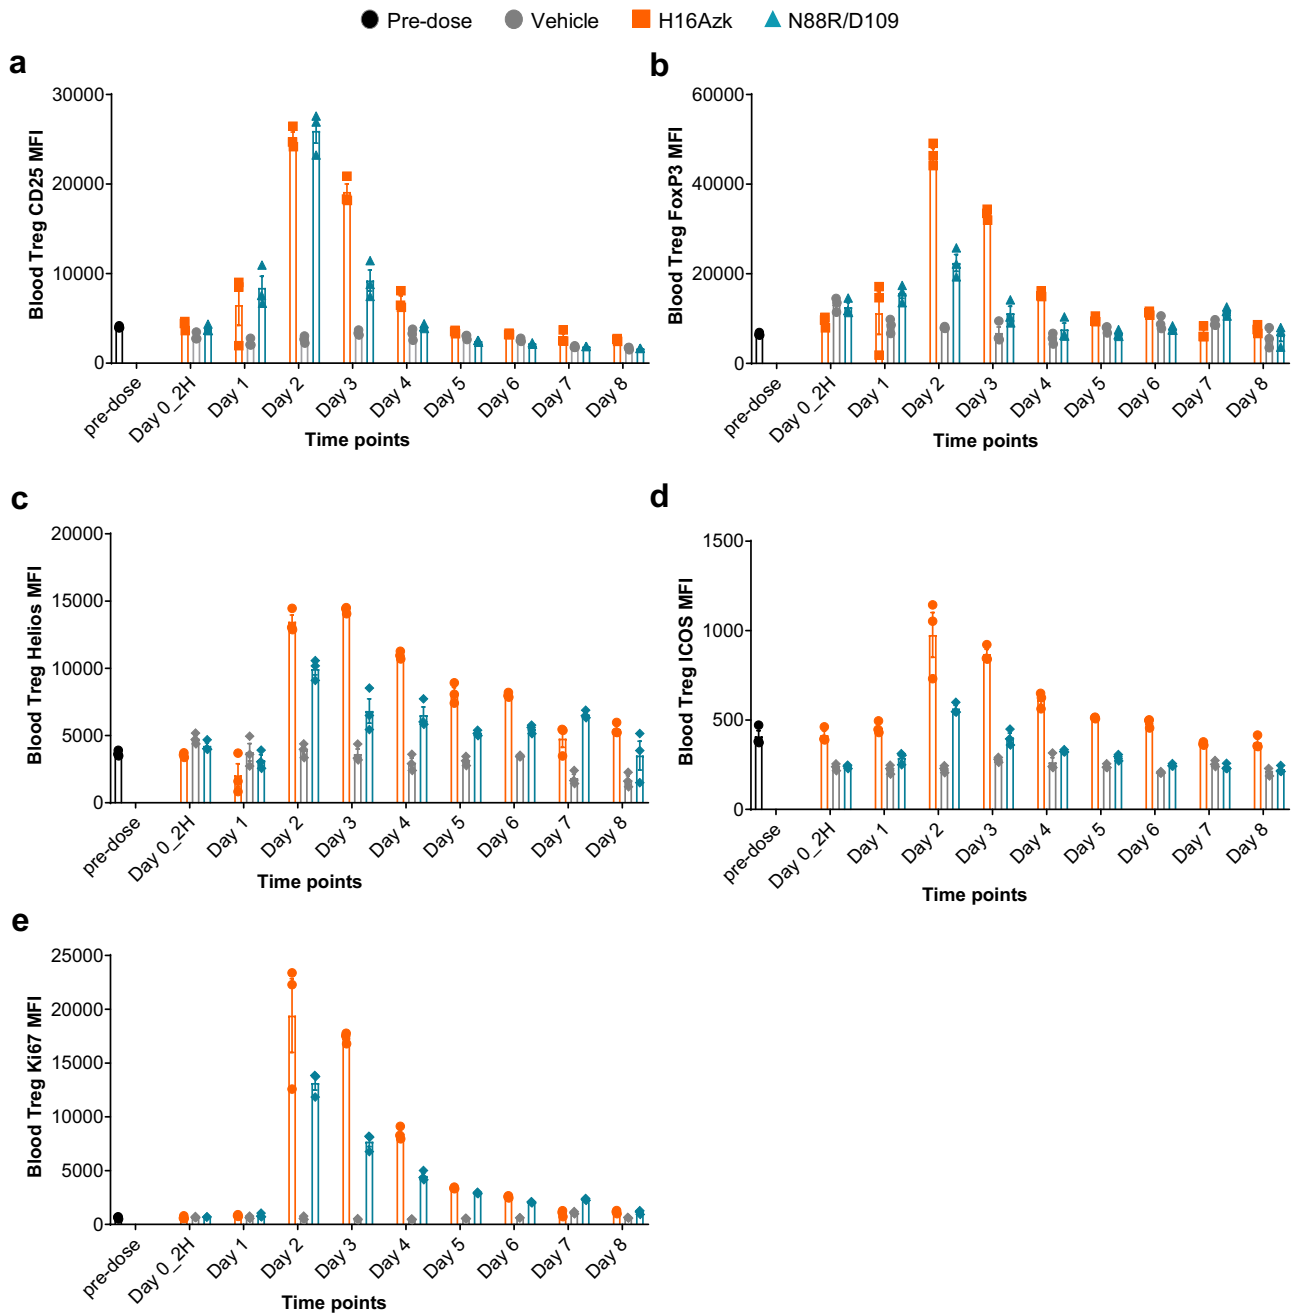 Pre-dose Vehicle H16Azk N88R/D109
a
Blood Treg CD25 MFI
30000
20000
10000
0
pre-dose Day 0_2H Day 1 Day 2 Day 3 Day 4 Day 5 Day 6 Day 7 Day 8
Time points
b
Blood Treg FoxP3 MFI
60000
40000
20000
0
pre-dose Day 0_2H Day 1 Day 2 Day 3 Day 4 Day 5 Day 6 Day 7 Day 8
Time points
c
Blood Treg Helios MFI
20000
15000
10000
5000
0
pre-dose Day 0_2H Day 1 Day 2 Day 3 Day 4 Day 5 Day 6 Day 7 Day 8
Time points
d
Blood Treg ICOS MFI
1500
1000
500
0
pre-dose Day 0_2H Day 1 Day 2 Day 3 Day 4 Day 5 Day 6 Day 7 Day 8
Time points
e
Blood Treg Ki67 MFI
25000
20000
15000
10000
5000
0
pre-dose Day 0_2H Day 1 Day 2 Day 3 Day 4 Day 5 Day 6 Day 7 Day 8
Time points